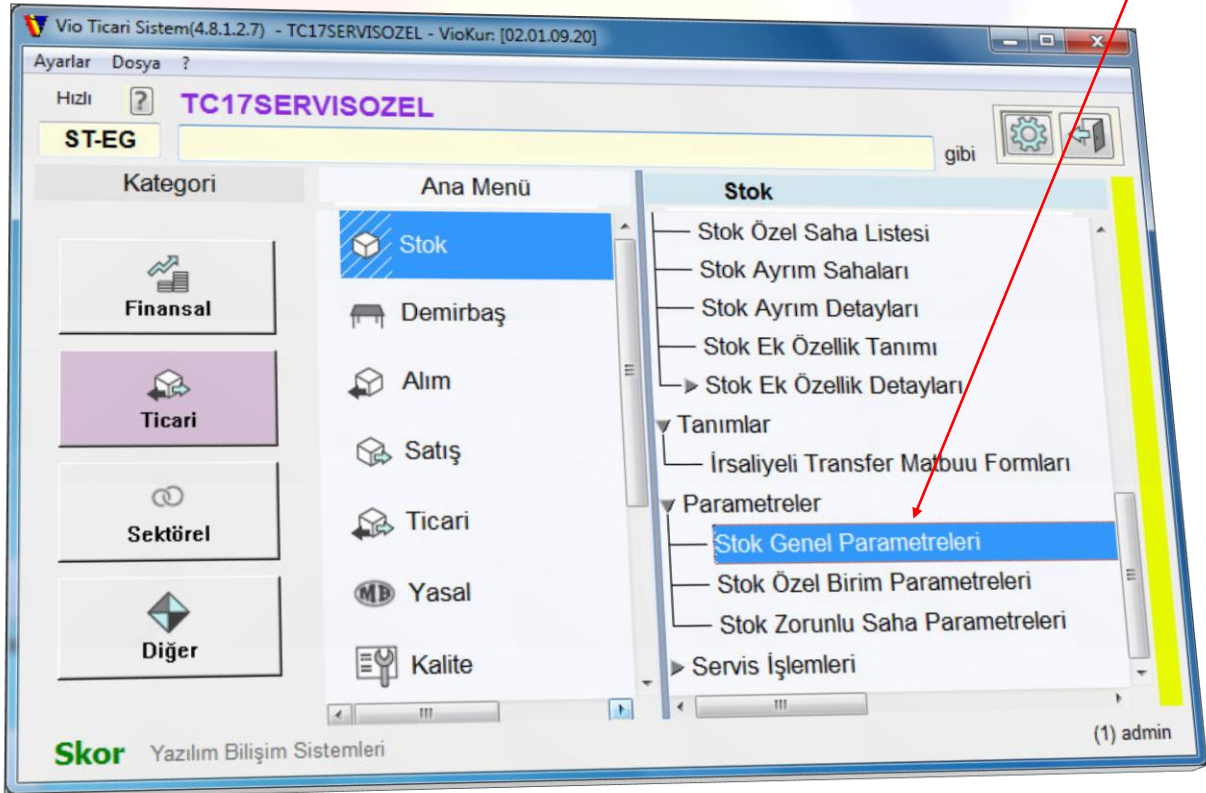 Vio Ticari Sistem(4.8.1.2.7) - TC17SERVISOZEL - VioKur: [02.01.09.20]
Ayarlar Dosya ?
Hızlı ? TC17SERVISOZEL
ST-EG gibi
Kategori
Finansal
Ticari
Sektörel
Diğer
Ana Menü
Stok
Demirbaş
Alım
Satış
Ticari
MB Yasal
Kalite
Stok
Stok Özel Saha Listesi
Stok Ayrım Sahaları
Stok Ayrım Detayları
Stok Ek Özellik Tanımı
Stok Ek Özellik Detayları
Tanımlar
İrsaliyeli Transfer Matbuu Formları
Parametreler
Stok Genel Parametreleri
Stok Özel Birim Parametreleri
Stok Zorunlu Saha Parametreleri
Servis İşlemleri
Skor Yazılım Bilişim Sistemleri
(1) admin